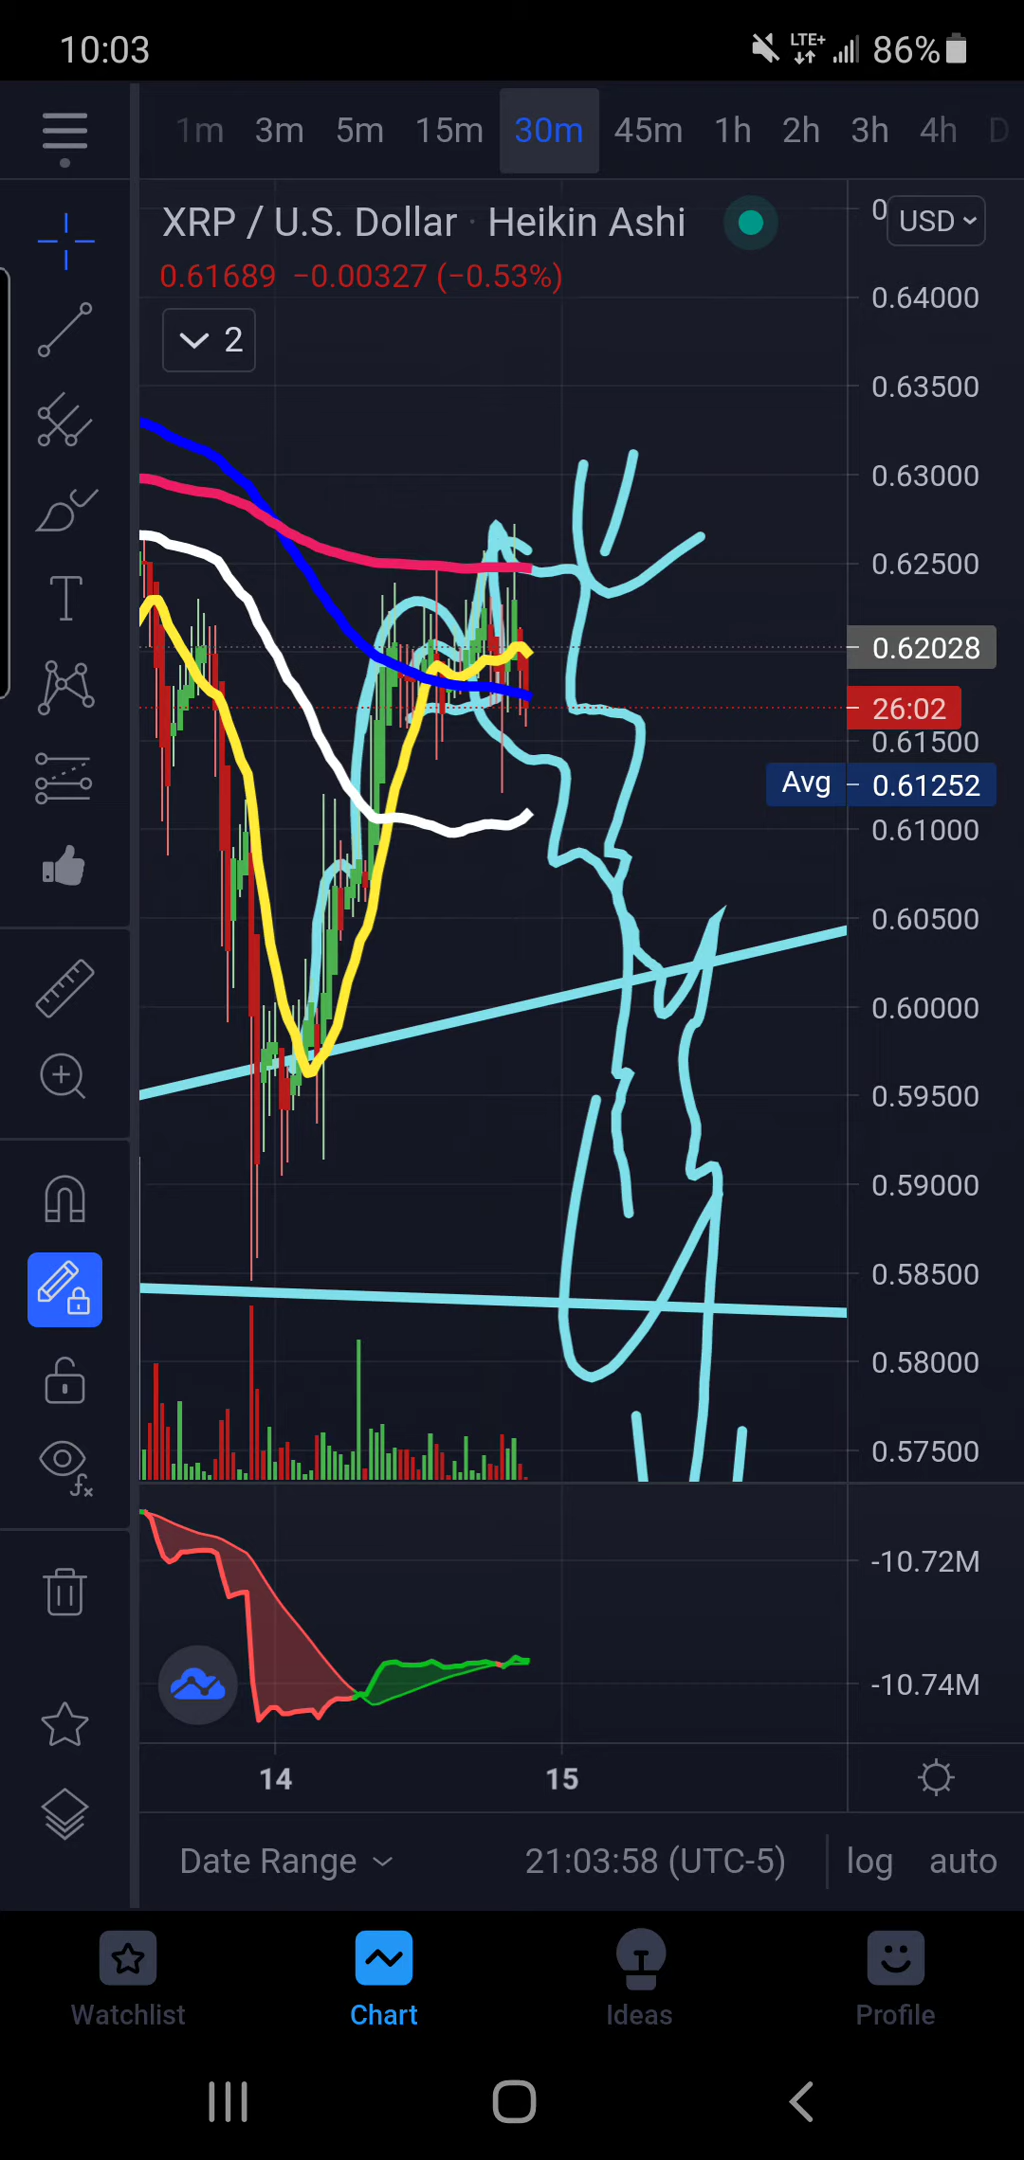 10:03 LTE+ 86%
1m 3m 5m 15m 30m 45m 1h 2h 3h 4h D
XRP / U.S. Dollar · Heikin Ashi
USD
0.61689 −0.00327 (−0.53%)
2
0.64000
0.63500
0.63000
0.62500
0.62028
26:02
0.61500
Avg 0.61252
0.61000
0.60500
0.60000
0.59500
0.59000
0.58500
0.58000
0.57500
-10.72M
-10.74M
14 15
Date Range 21:03:58 (UTC-5) log auto
Watchlist Chart Ideas Profile